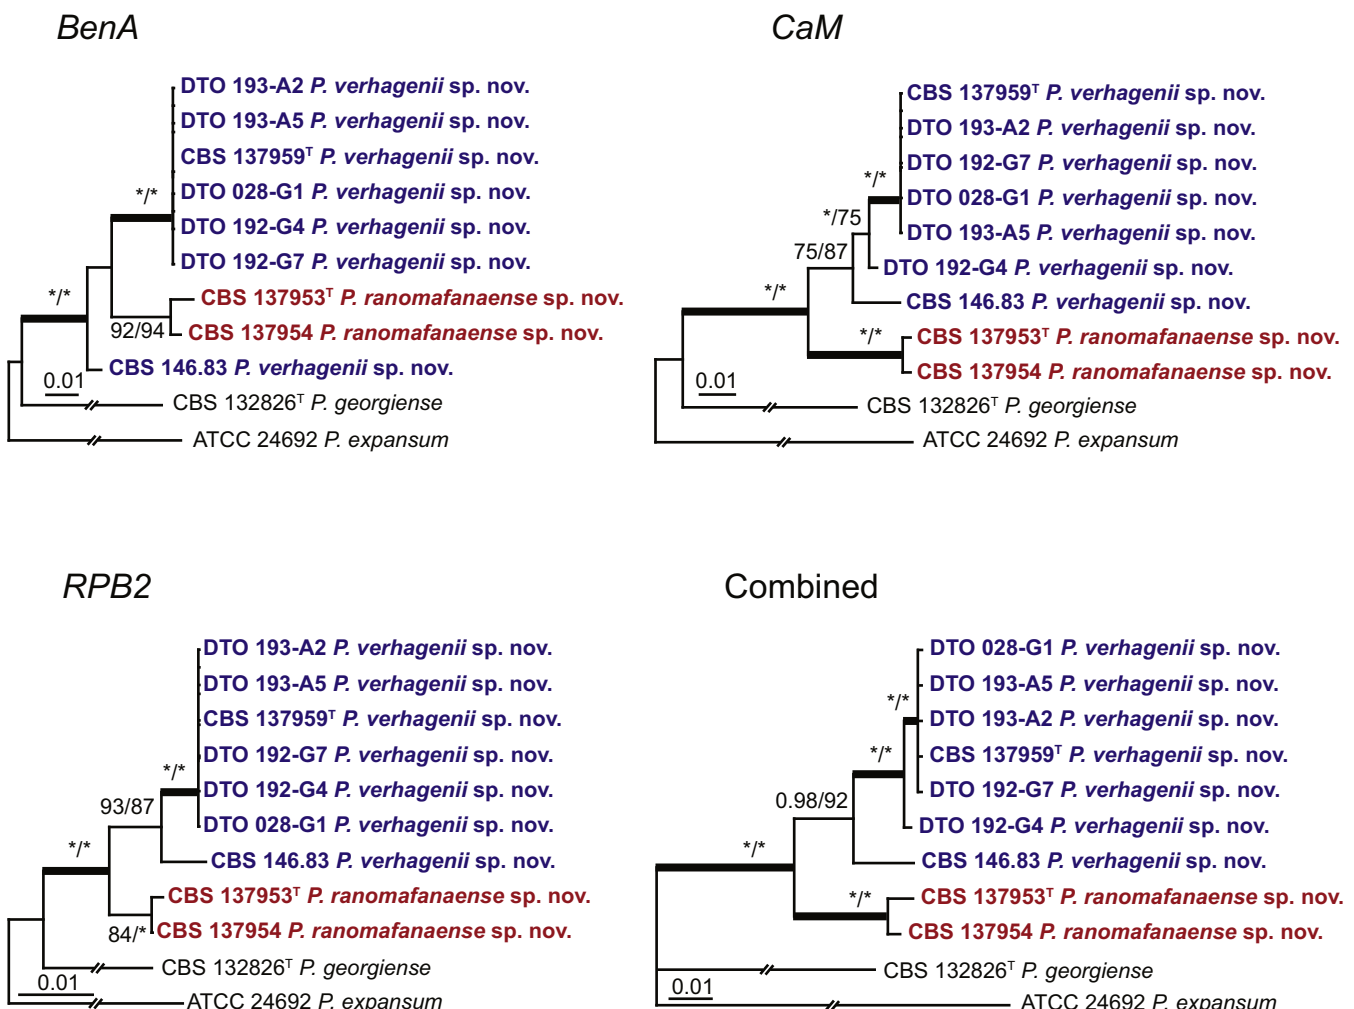 BenA
DTO 193-A2 P. verhagenii sp. nov.
DTO 193-A5 P. verhagenii sp. nov.
CBS 137959ᵀ P. verhagenii sp. nov.
*/*
DTO 028-G1 P. verhagenii sp. nov.
DTO 192-G4 P. verhagenii sp. nov.
DTO 192-G7 P. verhagenii sp. nov.
*/*
CBS 137953ᵀ P. ranomafanaense sp. nov.
92/94
CBS 137954 P. ranomafanaense sp. nov.
CBS 146.83 P. verhagenii sp. nov.
0.01
CBS 132826ᵀ P. georgiense
ATCC 24692 P. expansum
CaM
CBS 137959ᵀ P. verhagenii sp. nov.
DTO 193-A2 P. verhagenii sp. nov.
DTO 192-G7 P. verhagenii sp. nov.
*/*
DTO 028-G1 P. verhagenii sp. nov.
*/75
DTO 193-A5 P. verhagenii sp. nov.
75/87
DTO 192-G4 P. verhagenii sp. nov.
*/*
CBS 146.83 P. verhagenii sp. nov.
*/*
CBS 137953ᵀ P. ranomafanaense sp. nov.
CBS 137954 P. ranomafanaense sp. nov.
0.01
CBS 132826ᵀ P. georgiense
ATCC 24692 P. expansum
RPB2
DTO 193-A2 P. verhagenii sp. nov.
DTO 193-A5 P. verhagenii sp. nov.
CBS 137959ᵀ P. verhagenii sp. nov.
DTO 192-G7 P. verhagenii sp. nov.
*/*
DTO 192-G4 P. verhagenii sp. nov.
93/87
DTO 028-G1 P. verhagenii sp. nov.
*/*
CBS 146.83 P. verhagenii sp. nov.
CBS 137953ᵀ P. ranomafanaense sp. nov.
84/*
CBS 137954 P. ranomafanaense sp. nov.
CBS 132826ᵀ P. georgiense
0.01
ATCC 24692 P. expansum
Combined
DTO 028-G1 P. verhagenii sp. nov.
DTO 193-A5 P. verhagenii sp. nov.
*/*
DTO 193-A2 P. verhagenii sp. nov.
*/*
CBS 137959ᵀ P. verhagenii sp. nov.
DTO 192-G7 P. verhagenii sp. nov.
0.98/92
DTO 192-G4 P. verhagenii sp. nov.
*/*
CBS 146.83 P. verhagenii sp. nov.
*/*
CBS 137953ᵀ P. ranomafanaense sp. nov.
CBS 137954 P. ranomafanaense sp. nov.
CBS 132826ᵀ P. georgiense
0.01
ATCC 24692 P. expansum